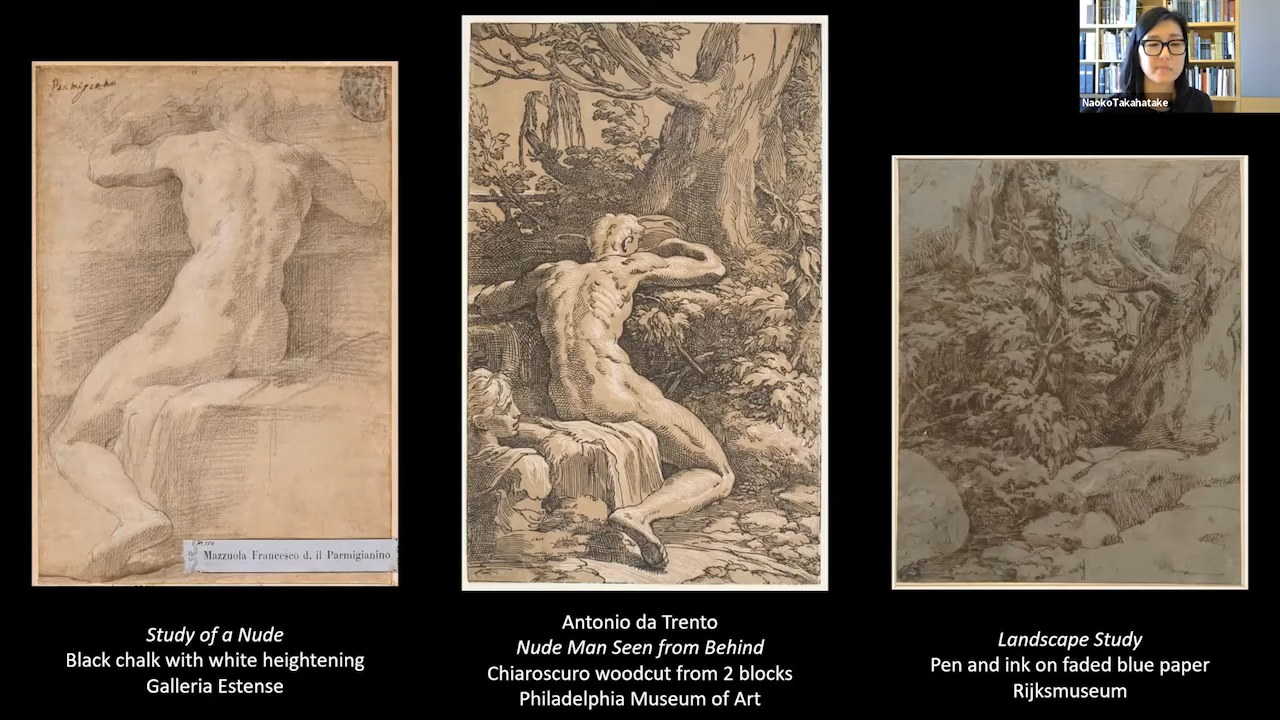 NaokoTakahatake
Parmigianino
Mazzuola Francesco d. il Parmigianino
Study of a Nude
Black chalk with white heightening
Galleria Estense
Antonio da Trento
Nude Man Seen from Behind
Chiaroscuro woodcut from 2 blocks
Philadelphia Museum of Art
Landscape Study
Pen and ink on faded blue paper
Rijksmuseum